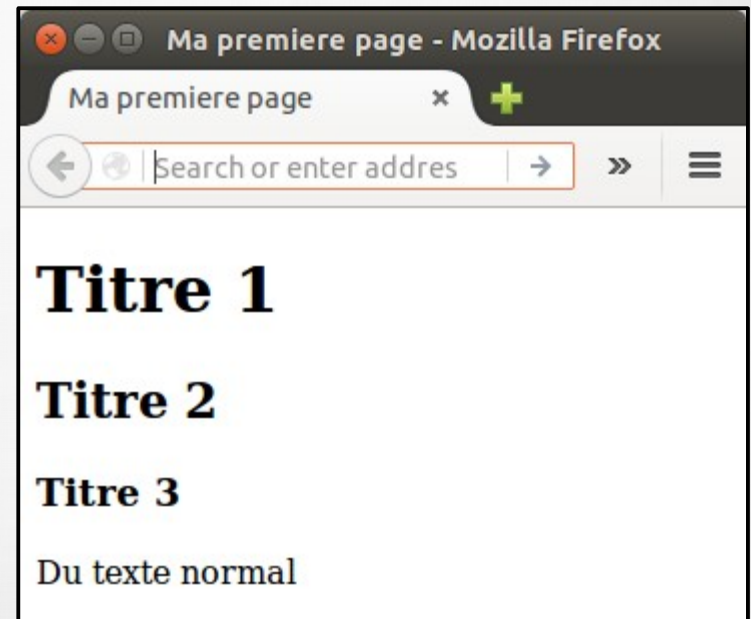 Ma premiere page - Mozilla Firefox
Ma premiere page
Search or enter addres
Titre 1
Titre 2
Titre 3
Du texte normal